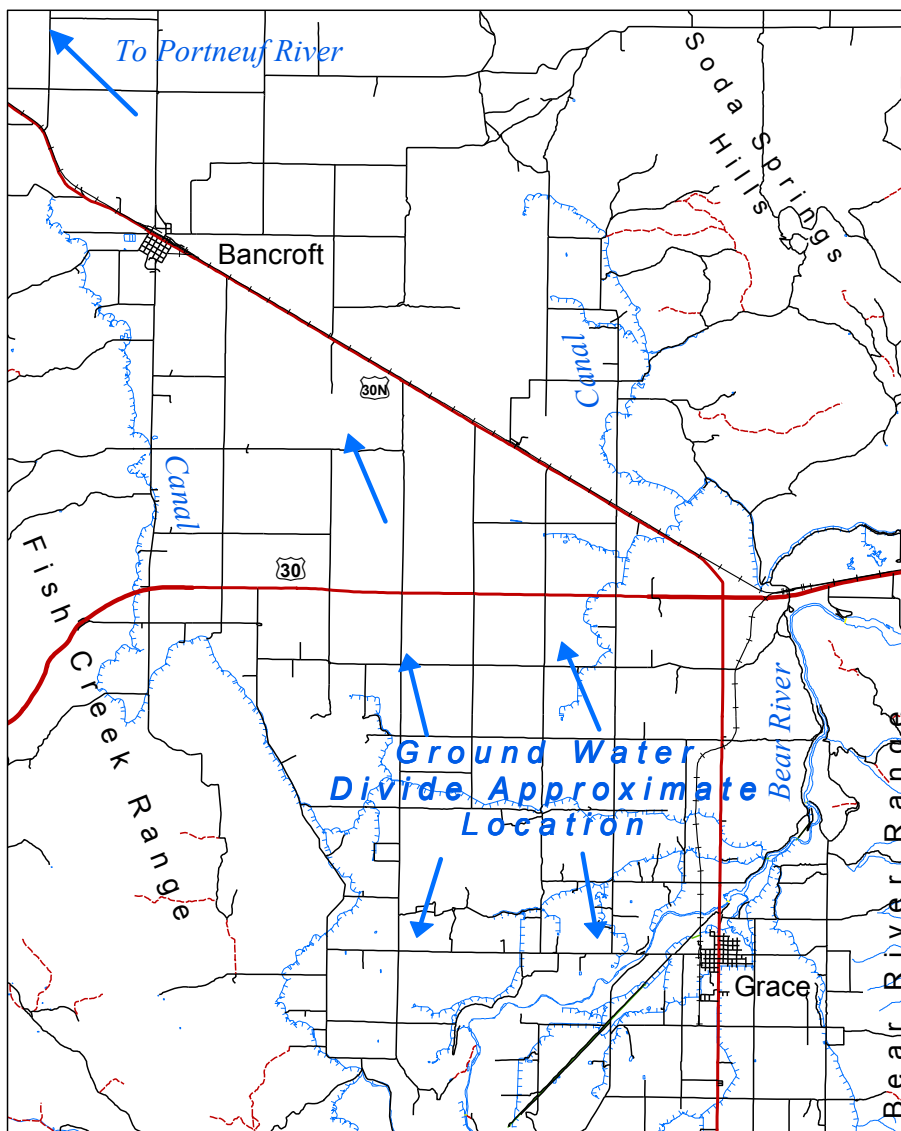 To Portneuf River
Soda Springs
Hills
Bancroft
Canal
30N
Canal
Fish Creek Range
30
Bear River
Ground Water
Divide Approximate
Location
Bear River Range
Grace